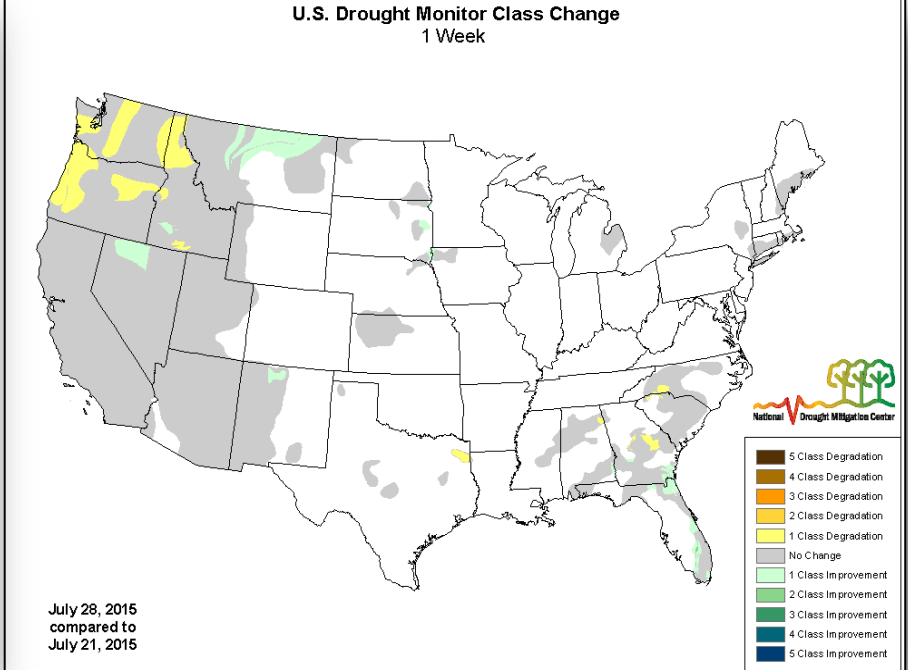 U.S. Drought Monitor Class Change
1 Week
National Drought Mitigation Center
5 Class Degradation
4 Class Degradation
3 Class Degradation
2 Class Degradation
1 Class Degradation
No Change
1 Class Improvement
2 Class Improvement
3 Class Improvement
4 Class Improvement
5 Class Improvement
July 28, 2015
compared to
July 21, 2015